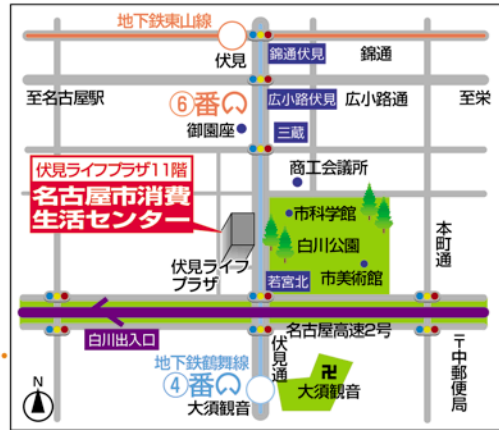 地下鉄東山線
伏見
錦通伏見
錦通
至名古屋駅
⑥番
広小路伏見
広小路通
至栄
御園座
三蔵
伏見ライフプラザ11階
名古屋市消費
生活センター
商工会議所
市科学館
白川公園
市美術館
本町通
伏見ライフ
プラザ
若宮北
白川出入口
名古屋高速2号
伏見通
地下鉄鶴舞線
④番
大須観音
卍
大須観音
〒中郵便局
N